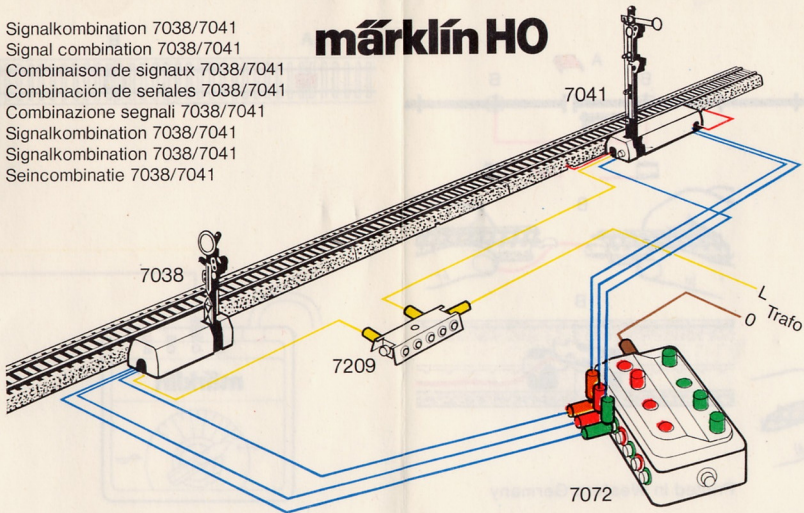 Signalkombination 7038/7041
Signal combination 7038/7041
Combinaison de signaux 7038/7041
Combinación de señales 7038/7041
Combinazione segnali 7038/7041
Signalkombination 7038/7041
Signalkombination 7038/7041
Seincombinatie 7038/7041
märklin HO
7041
7038
7209
L
0
Trafo
7072